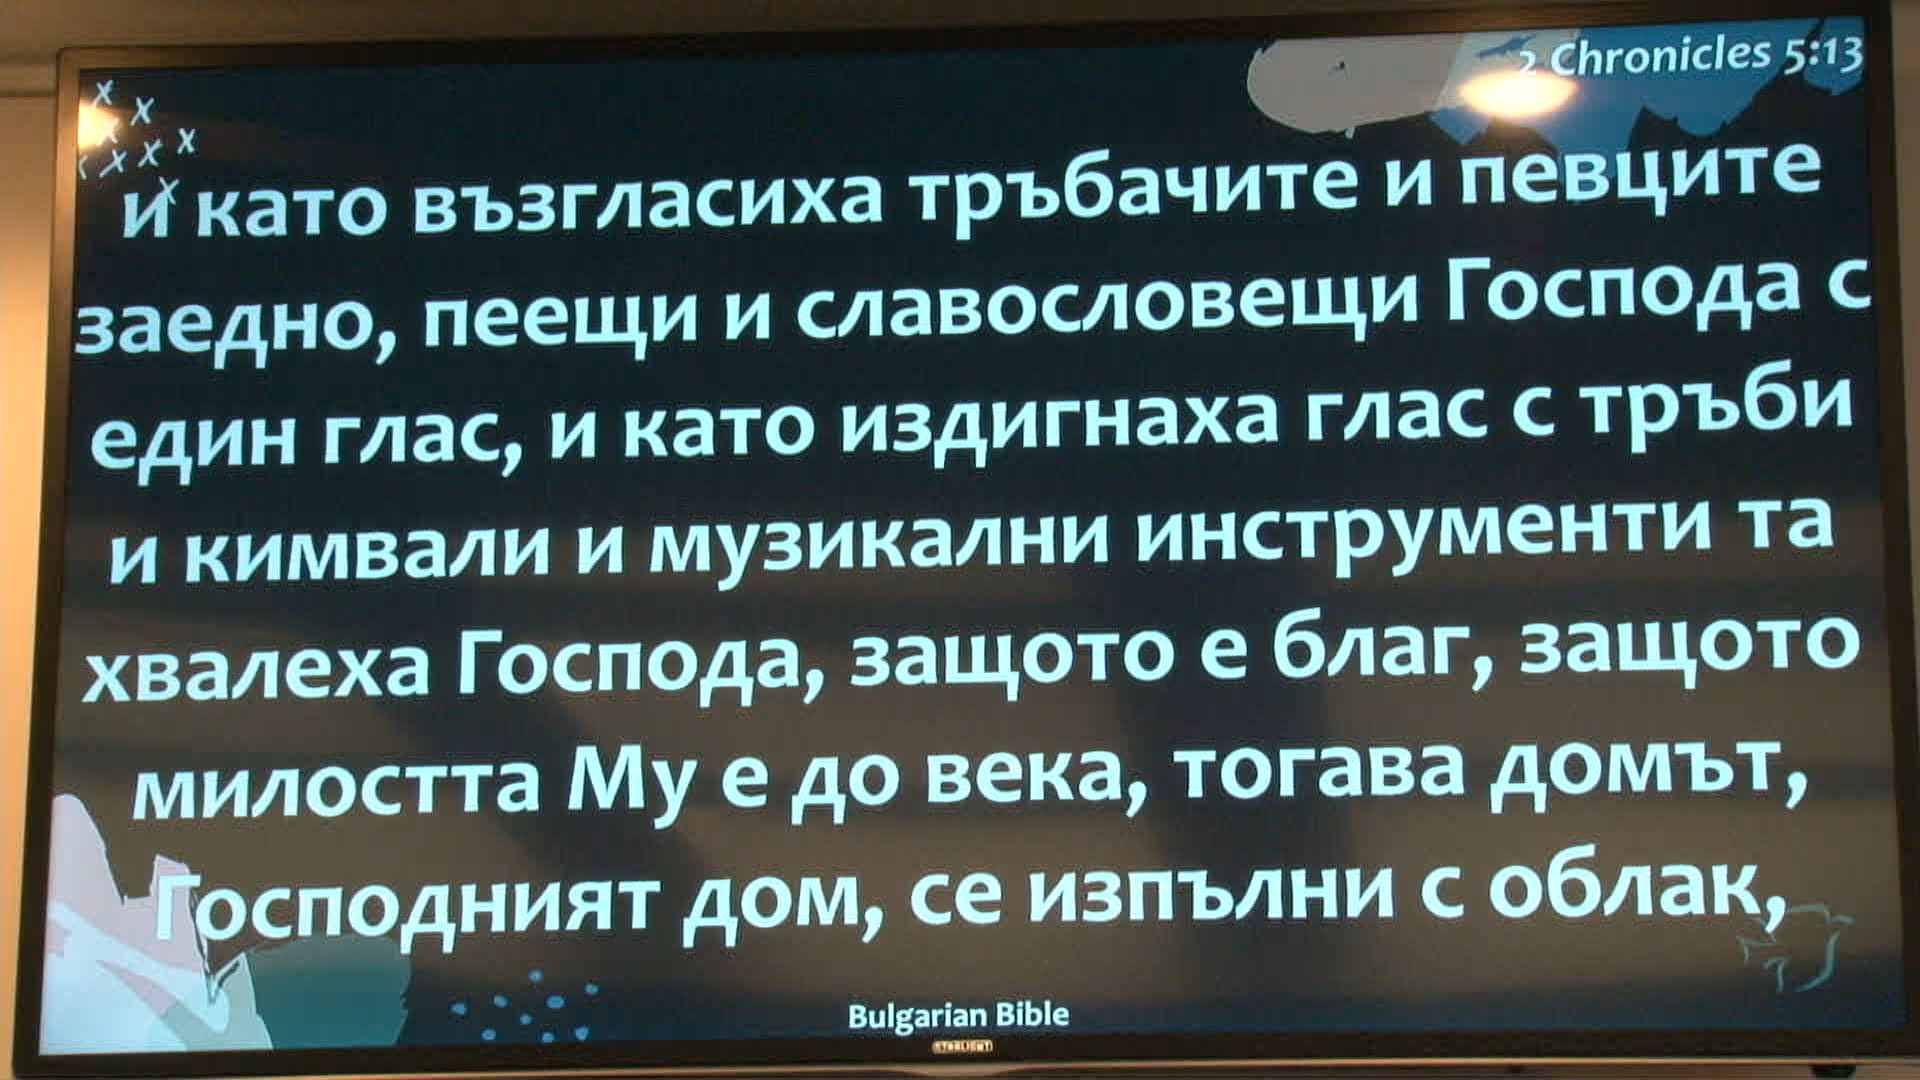 2 Chronicles 5:13
и като възгласиха тръбачите и певците
заедно, пеещи и славословещи Господа с
един глас, и като издигнаха глас с тръби
и кимвали и музикални инструменти та
хвалеха Господа, защото е благ, защото
милостта Му е до века, тогава домът,
Господният дом, се изпълни с облак,
Bulgarian Bible
STARLIGHT